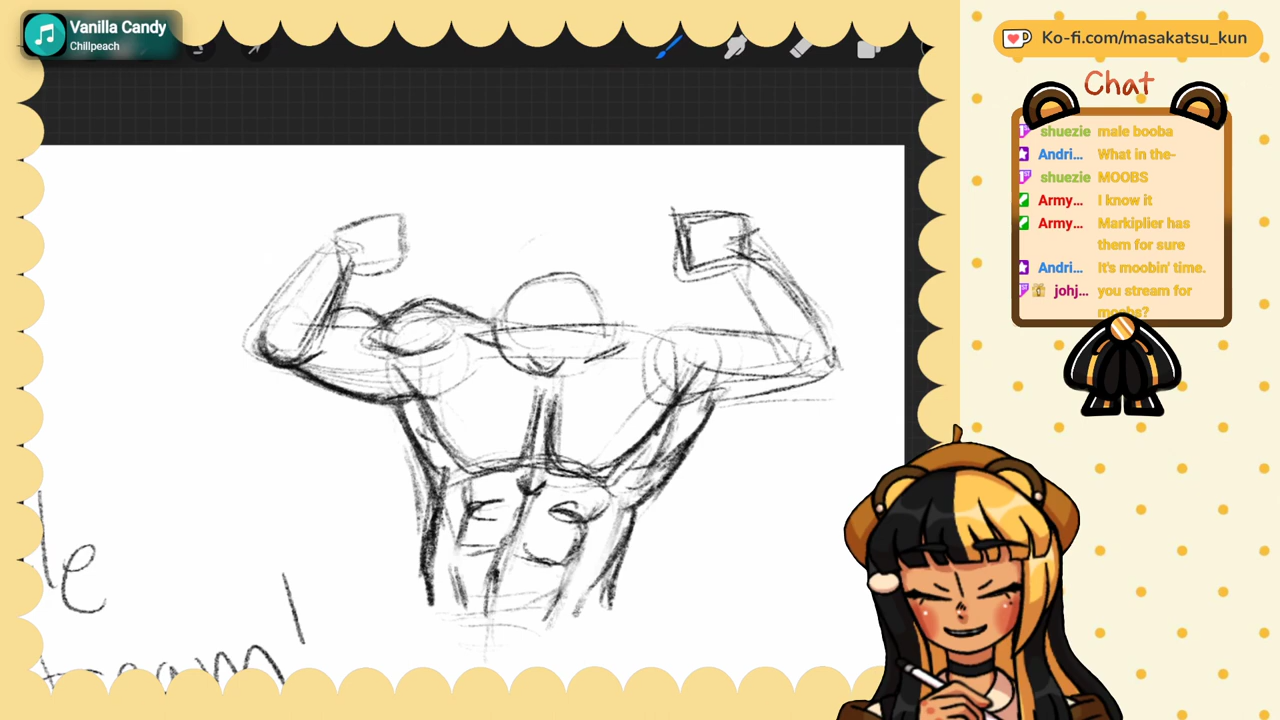 Vanilla Candy
Chillpeach
Ko-fi.com/masakatsu_kun
Chat
shuezie male booba
Andri... What in the-
shuezie MOOBS
Army... I know it
Army... Markiplier has
them for sure
Andri... It's moobin' time.
johj... you stream for
moobs?
le